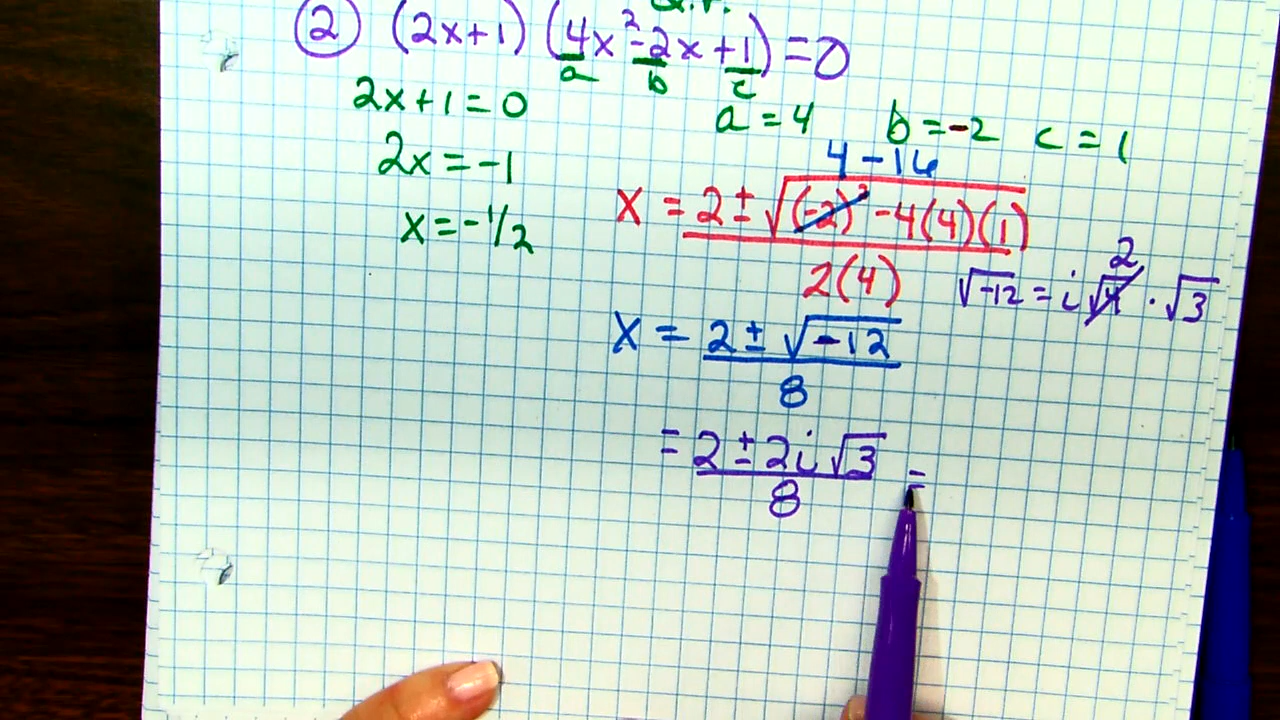 ② (2x+1) (4x²-2x+1) = 0
a b c
2x+1 = 0
a = 4 b = -2 c = 1
2x = -1
4 - 16
x = 2 ± √(-2)² - 4(4)(1)
x = -1/2
2(4)
√-12 = i √4 · √3
2
x = 2 ± √-12
8
= 2 ± 2i √3 =
8